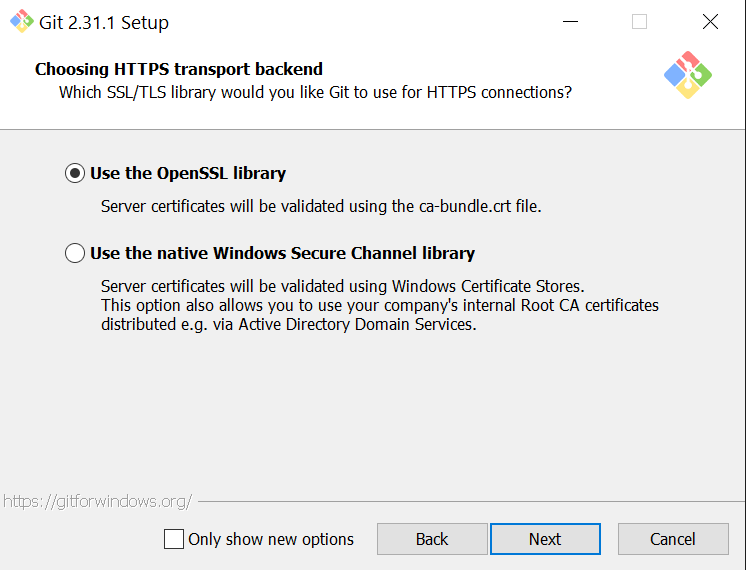 Git 2.31.1 Setup
Choosing HTTPS transport backend
Which SSL/TLS library would you like Git to use for HTTPS connections?
Use the OpenSSL library
Server certificates will be validated using the ca-bundle.crt file.
Use the native Windows Secure Channel library
Server certificates will be validated using Windows Certificate Stores.
This option also allows you to use your company's internal Root CA certificates
distributed e.g. via Active Directory Domain Services.
https://gitforwindows.org/
Only show new options
Back
Next
Cancel